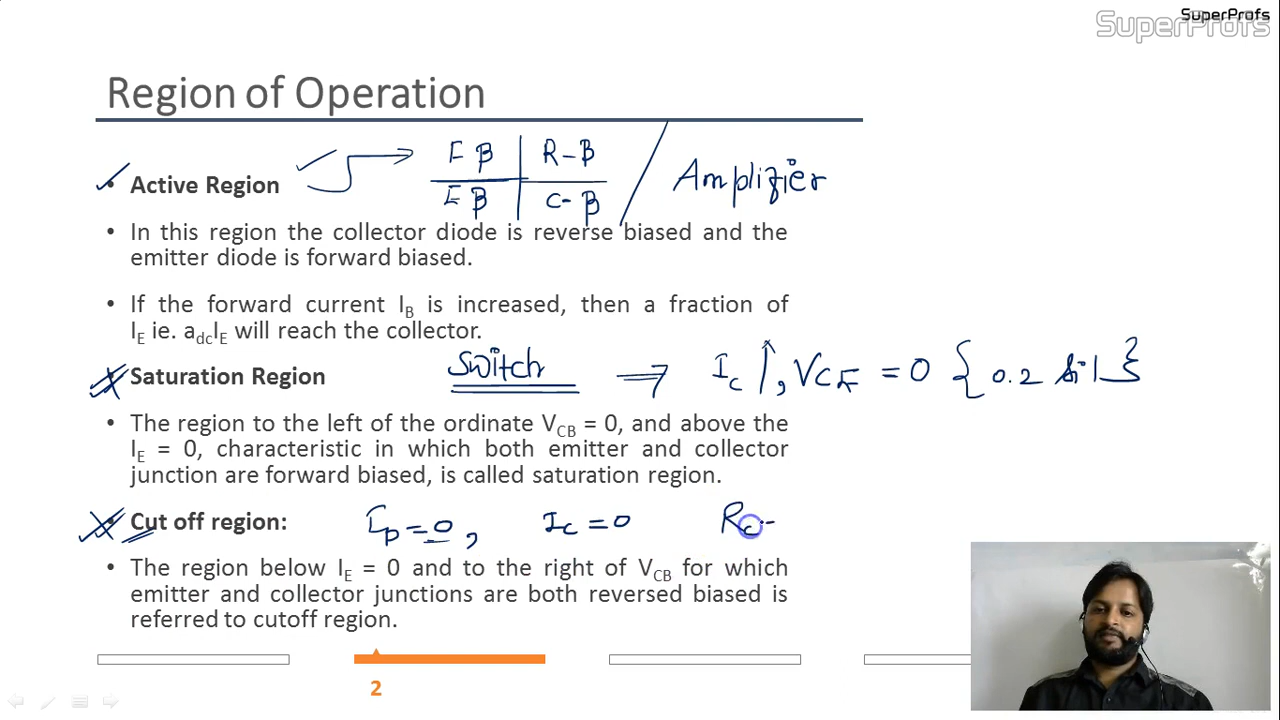 SuperProfs
SuperProfs
Region of Operation
F B R-B
Active Region
E B C-B
Amplifier
• In this region the collector diode is reverse biased and the
emitter diode is forward biased.
• If the forward current I_B is increased, then a fraction of
I_E ie. a_dc I_E will reach the collector.
Switch
Saturation Region
⇒ I_c ↑, V_CE = 0 { 0.2 }
• The region to the left of the ordinate V_CB = 0, and above the
I_E = 0, characteristic in which both emitter and collector
junction are forward biased, is called saturation region.
Cut off region: = 0, I_c = 0 R_c-
• The region below I_E = 0 and to the right of V_CB for which
emitter and collector junctions are both reversed biased is
referred to cutoff region.
2